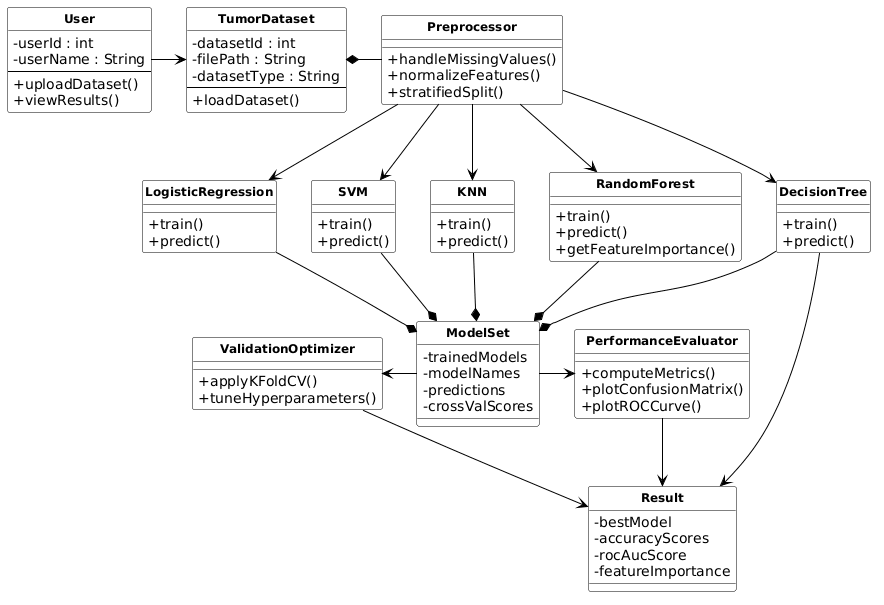 User
-userId : int
-userName : String
+uploadDataset()
+viewResults()
TumorDataset
-datasetId : int
-filePath : String
-datasetType : String
+loadDataset()
Preprocessor
+handleMissingValues()
+normalizeFeatures()
+stratifiedSplit()
LogisticRegression
+train()
+predict()
SVM
+train()
+predict()
KNN
+train()
+predict()
RandomForest
+train()
+predict()
+getFeatureImportance()
DecisionTree
+train()
+predict()
ValidationOptimizer
+applyKFoldCV()
+tuneHyperparameters()
ModelSet
-trainedModels
-modelNames
-predictions
-crossValScores
PerformanceEvaluator
+computeMetrics()
+plotConfusionMatrix()
+plotROCCurve()
Result
-bestModel
-accuracyScores
-rocAucScore
-featureImportance